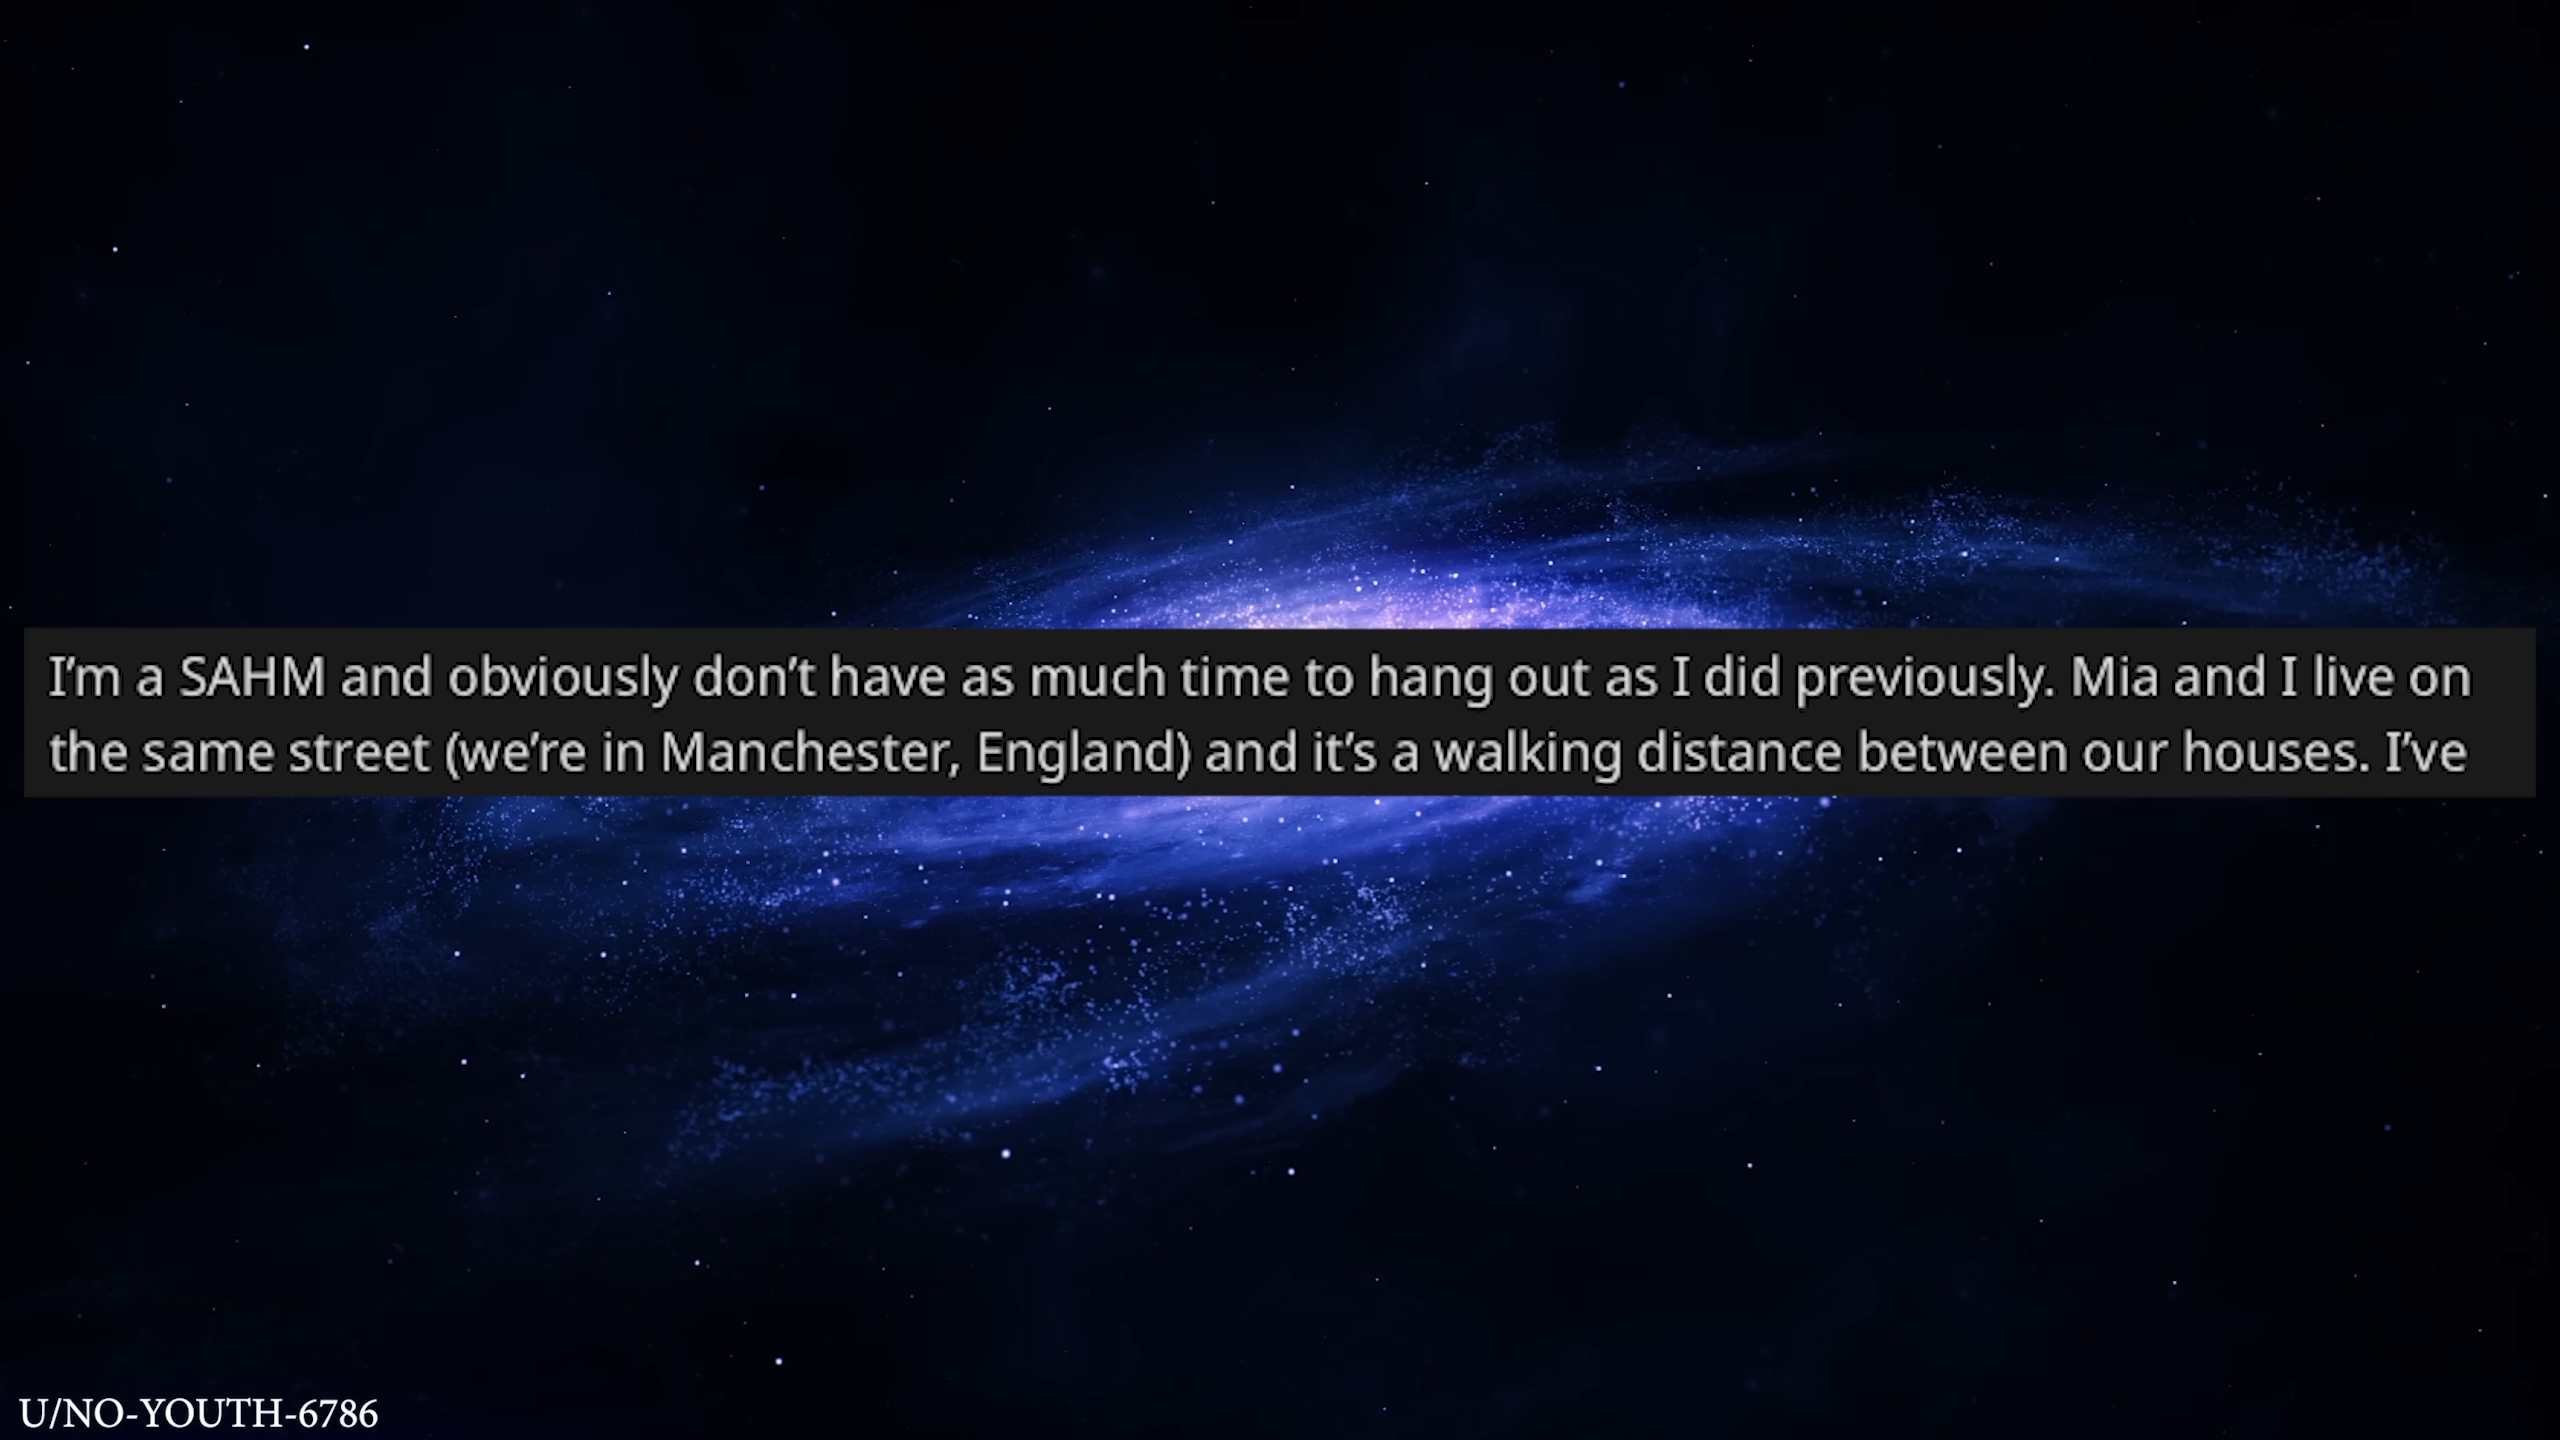 I’m a SAHM and obviously don’t have as much time to hang out as I did previously. Mia and I live on
the same street (we’re in Manchester, England) and it’s a walking distance between our houses. I’ve
U/NO-YOUTH-6786